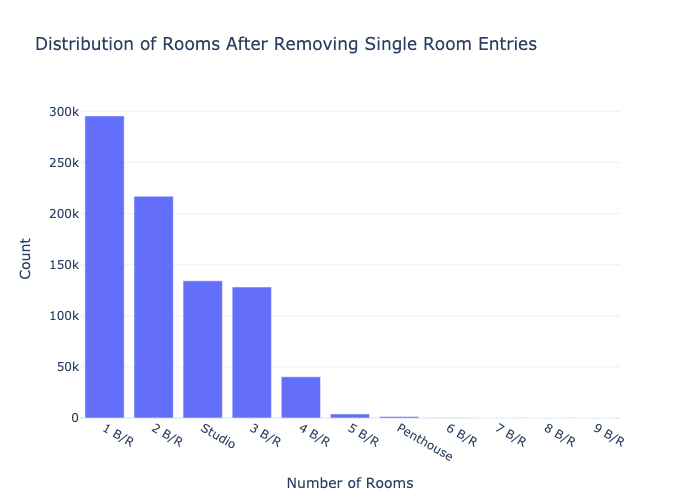 Distribution of Rooms After Removing Single Room Entries
300k
250k
200k
150k
100k
50k
0
Count
1 B/R
2 B/R
Studio
3 B/R
4 B/R
5 B/R
Penthouse
6 B/R
7 B/R
8 B/R
9 B/R
Number of Rooms